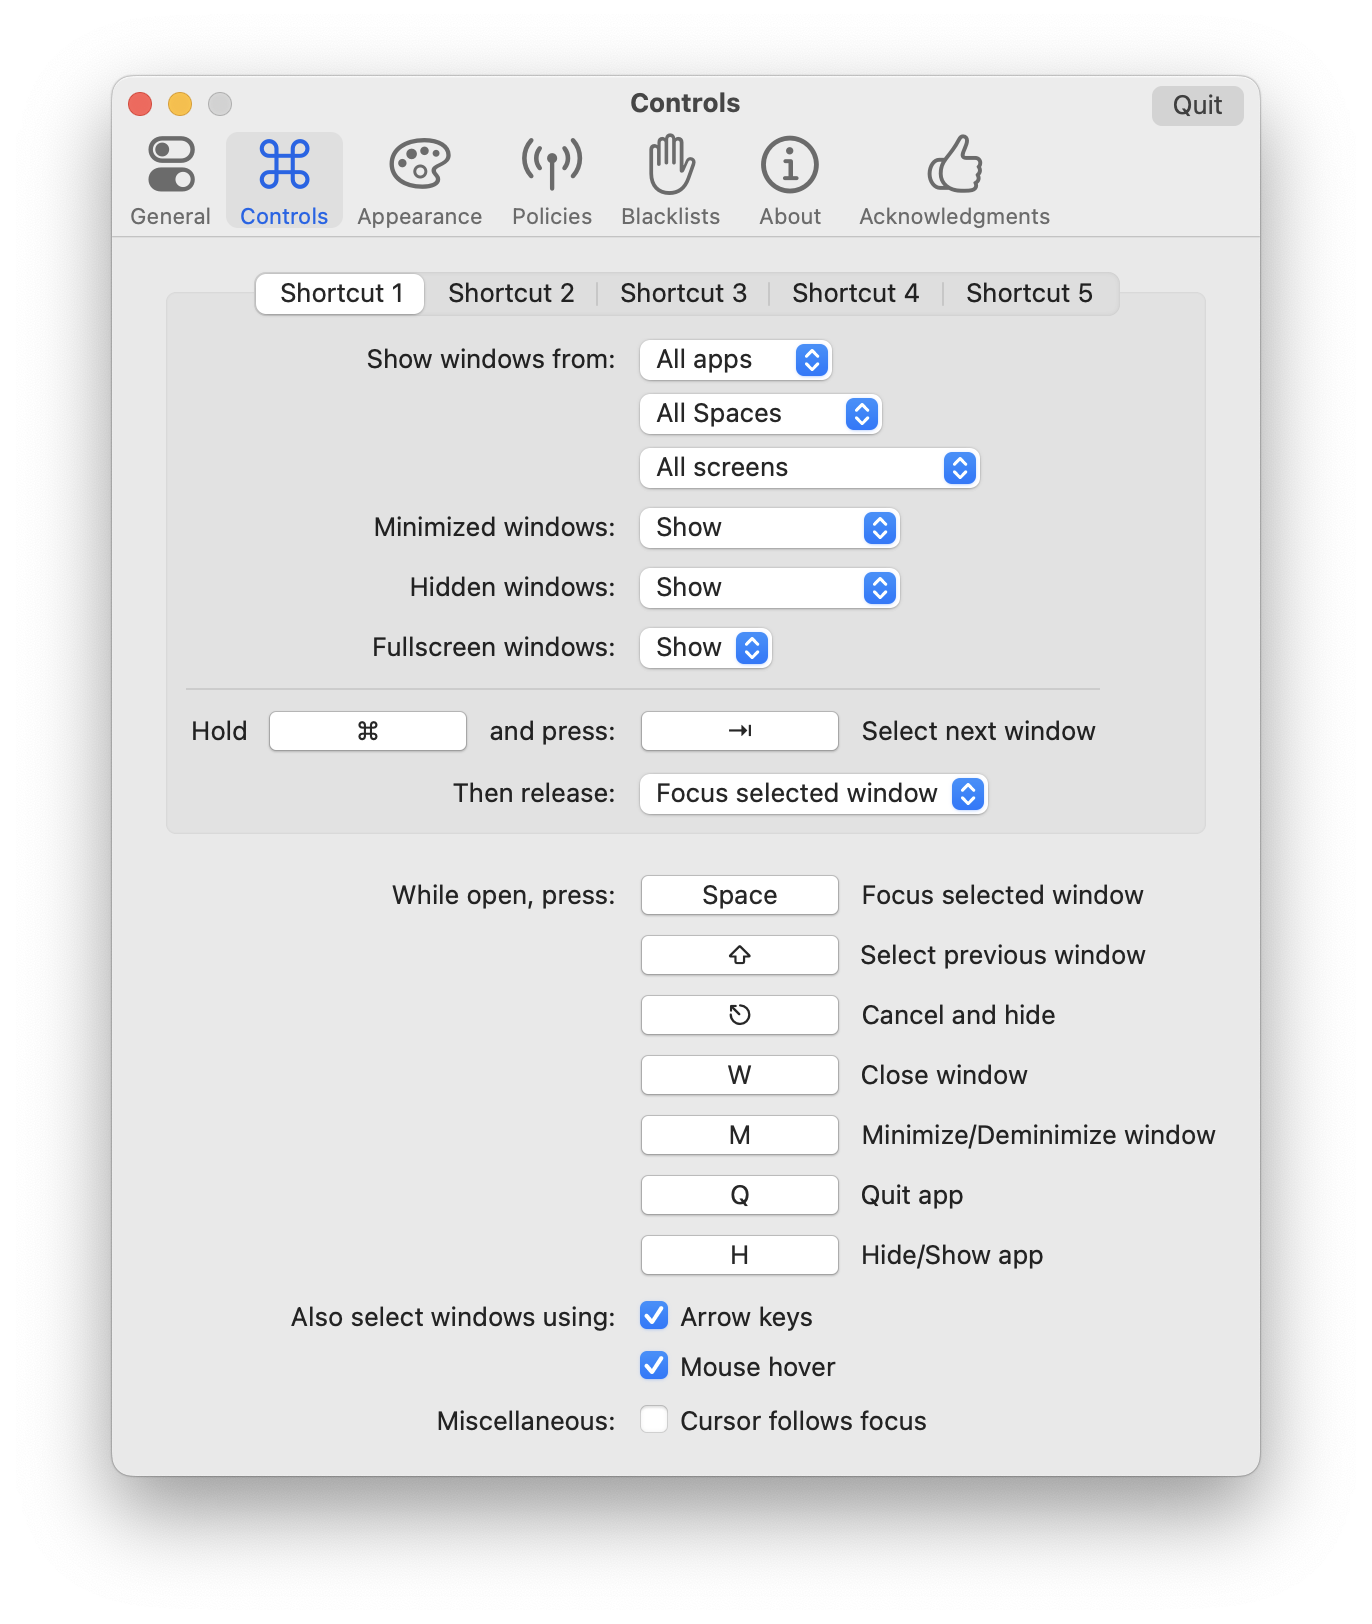 Controls
Quit
General Controls Appearance Policies Blacklists About Acknowledgments
Shortcut 1 Shortcut 2 Shortcut 3 Shortcut 4 Shortcut 5
Show windows from: All apps
All Spaces
All screens
Minimized windows: Show
Hidden windows: Show
Fullscreen windows: Show
Hold ⌘ and press: ⇥ Select next window
Then release: Focus selected window
While open, press: Space Focus selected window
⇧ Select previous window
⎋ Cancel and hide
W Close window
M Minimize/Deminimize window
Q Quit app
H Hide/Show app
Also select windows using: Arrow keys
Mouse hover
Miscellaneous: Cursor follows focus